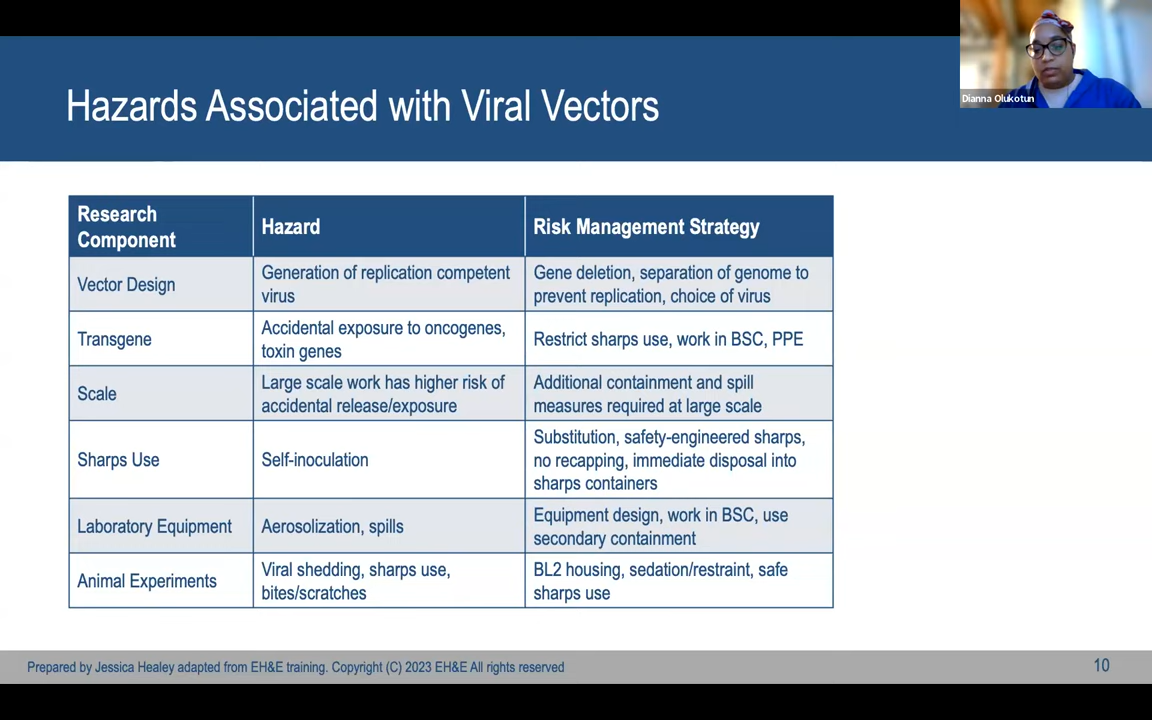 Dianna Olukotun
Hazards Associated with Viral Vectors
Research
Component
Hazard
Risk Management Strategy
Vector Design
Generation of replication competent
virus
Gene deletion, separation of genome to
prevent replication, choice of virus
Transgene
Accidental exposure to oncogenes,
toxin genes
Restrict sharps use, work in BSC, PPE
Scale
Large scale work has higher risk of
accidental release/exposure
Additional containment and spill
measures required at large scale
Sharps Use
Self-inoculation
Substitution, safety-engineered sharps,
no recapping, immediate disposal into
sharps containers
Laboratory Equipment
Aerosolization, spills
Equipment design, work in BSC, use
secondary containment
Animal Experiments
Viral shedding, sharps use,
bites/scratches
BL2 housing, sedation/restraint, safe
sharps use
Prepared by Jessica Healey adapted from EH&E training. Copyright (C) 2023 EH&E All rights reserved
10